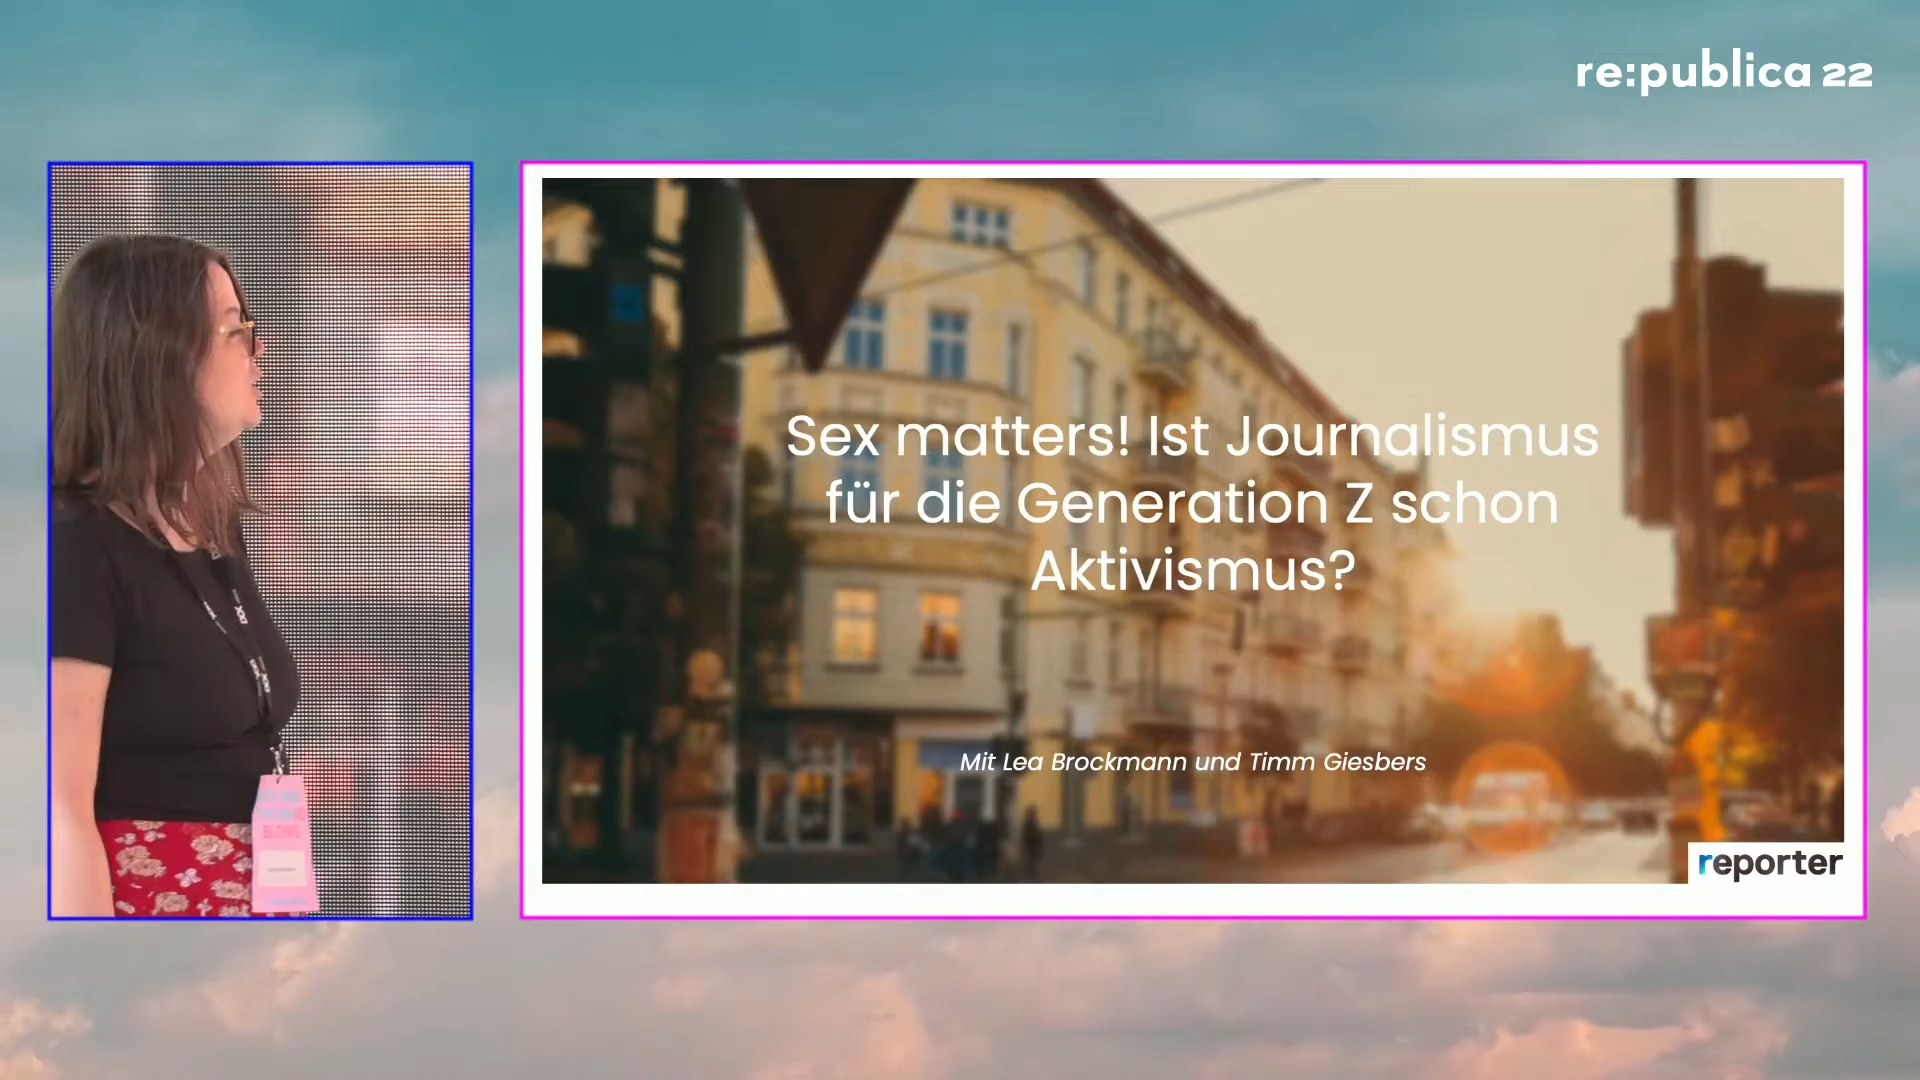 re:publica 22
Sex matters! Ist Journalismus
für die Generation Z schon
Aktivismus?
Mit Lea Brockmann und Timm Giesbers
reporter